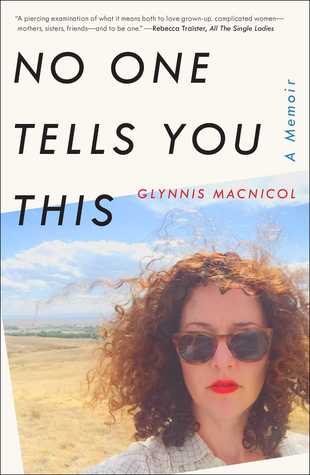 "A piercing examination of what it means both to love grown-up, complicated women—
mothers, sisters, friends—and to be one." —Rebecca Traister, All The Single Ladies
NO ONE
TELLS YOU
THIS
A Memoir
GLYNNIS MACNICOL